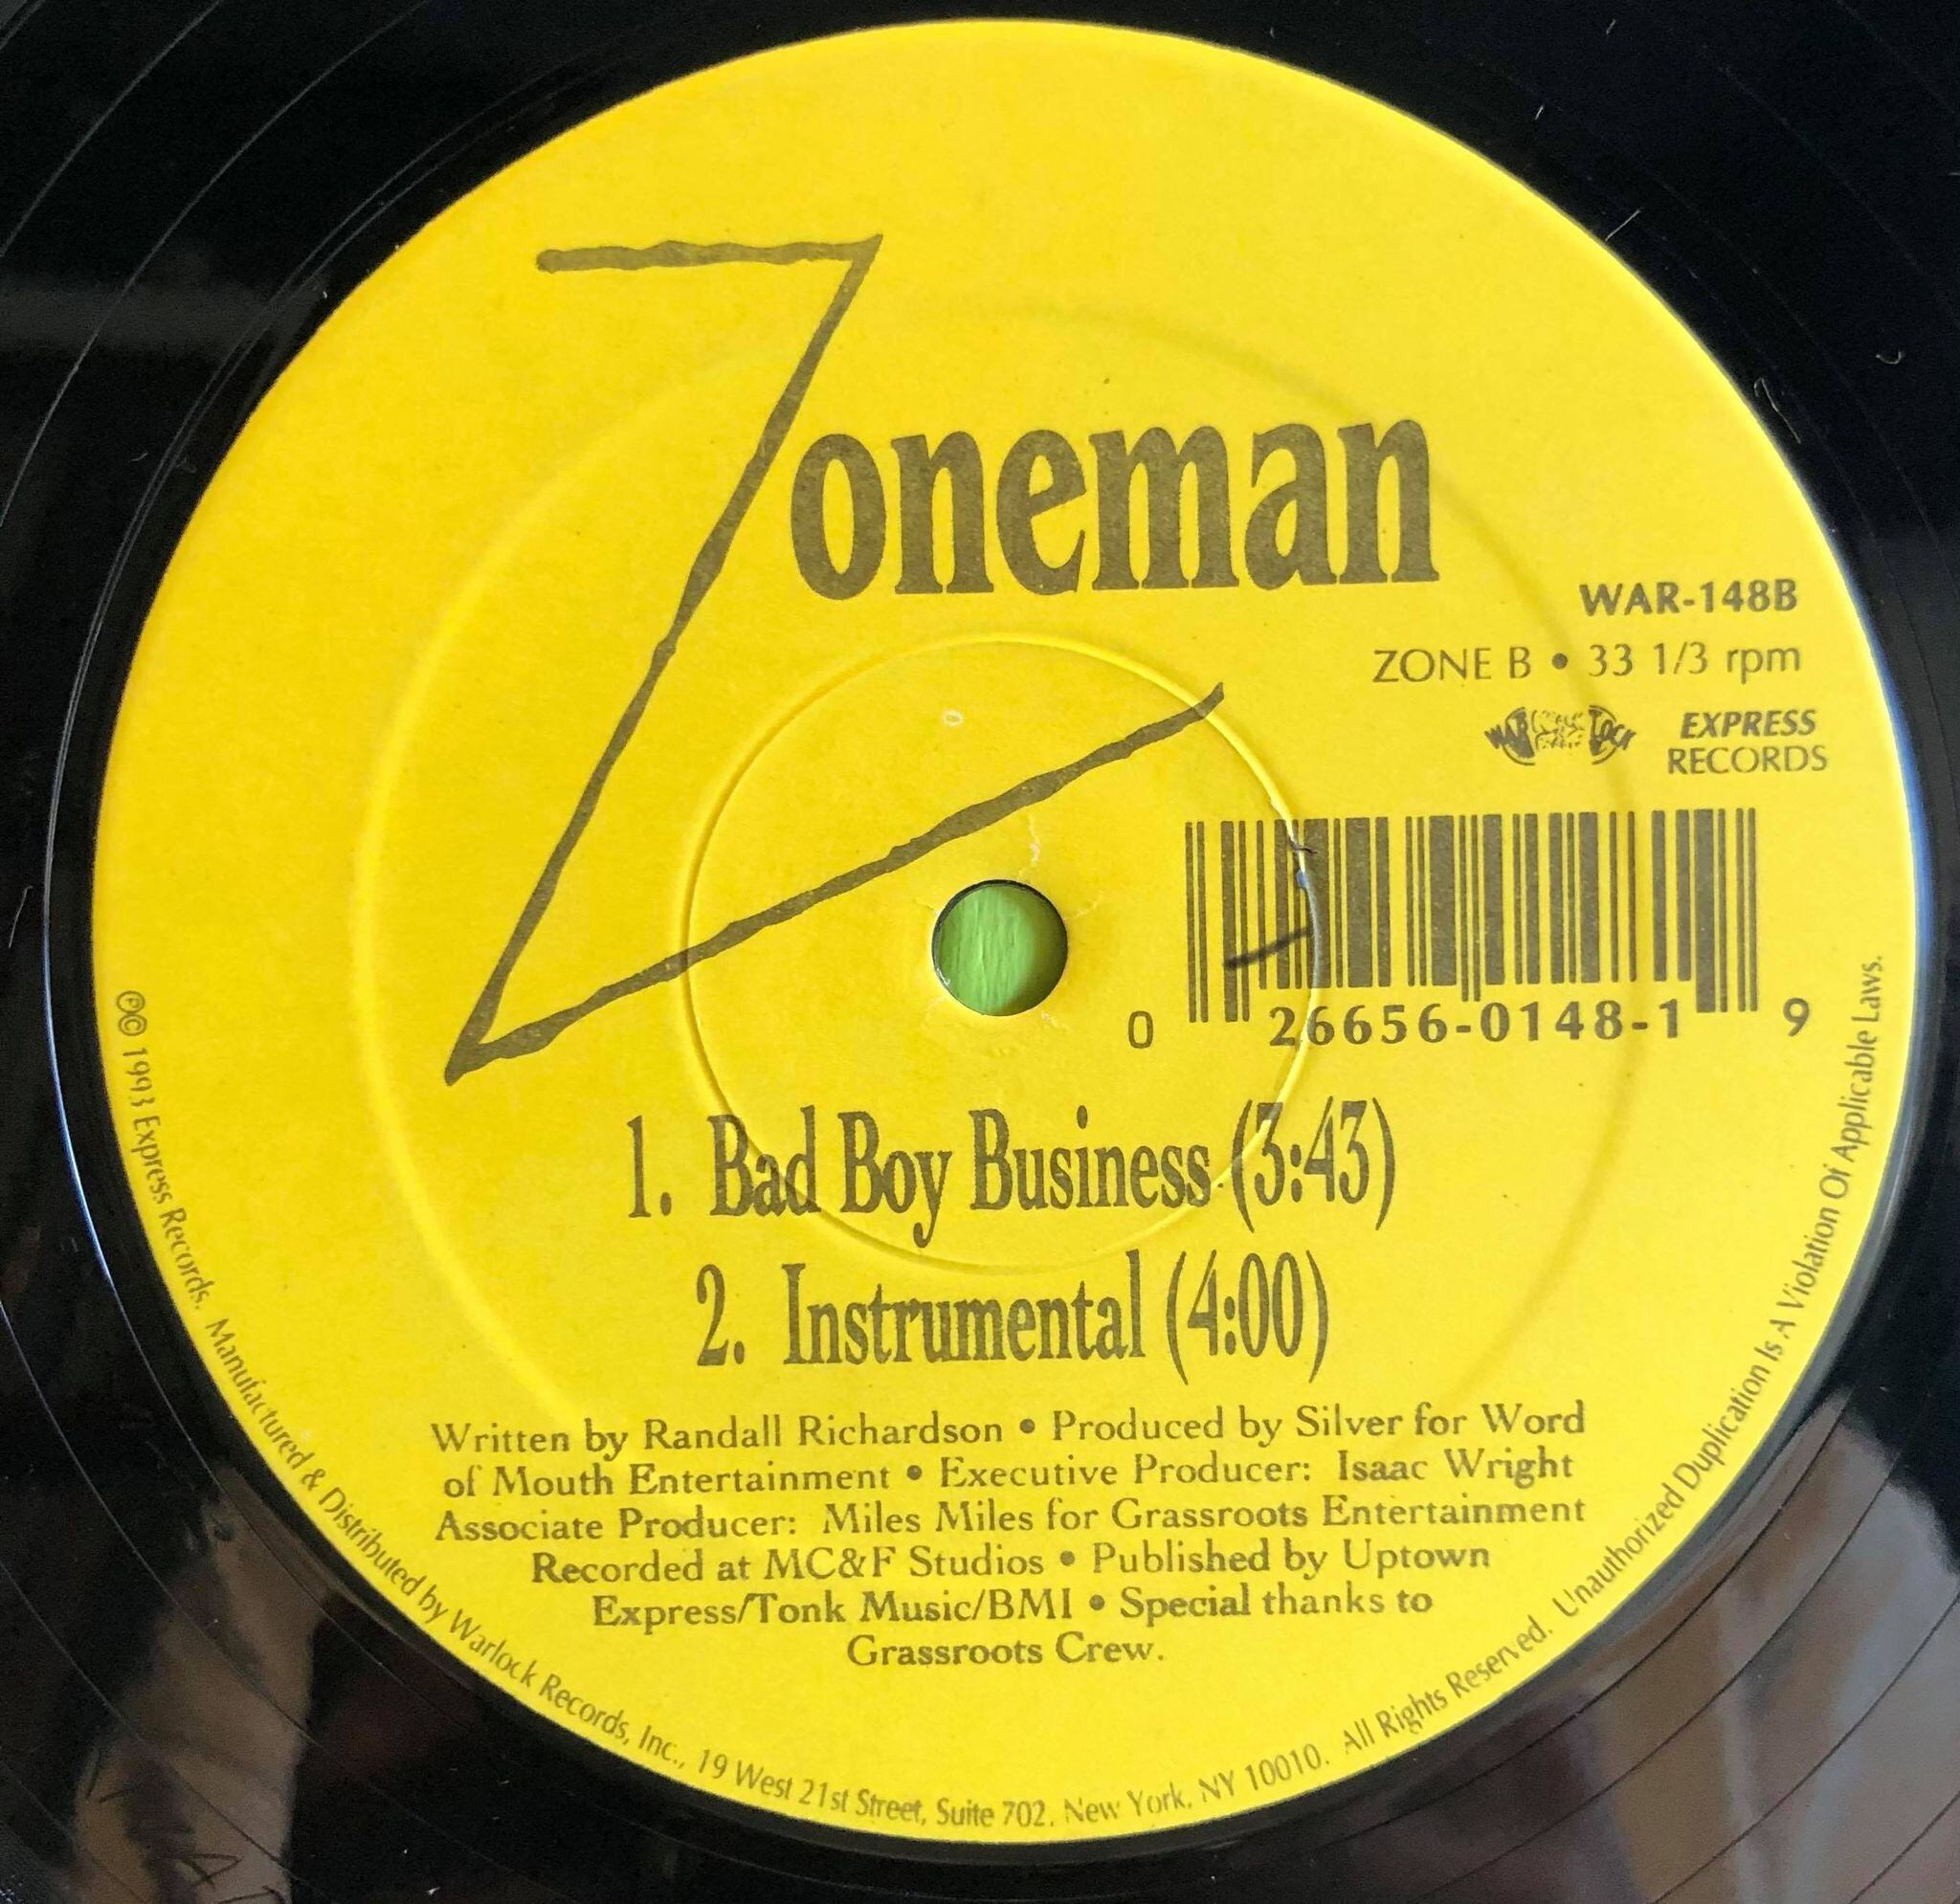 Zoneman
WAR-148B
ZONE B • 33 1/3 rpm
WAR LOCK
EXPRESS
RECORDS
0 26656-0148-1 9
1. Bad Boy Business (3:43)
2. Instrumental (4:00)
Written by Randall Richardson • Produced by Silver for Word
of Mouth Entertainment • Executive Producer: Isaac Wright
Associate Producer: Miles Miles for Grassroots Entertainment
Recorded at MC&F Studios • Published by Uptown
Express/Tonk Music/BMI • Special thanks to
Grassroots Crew.
℗© 1993 Express Records. Manufactured & Distributed by Warlock Records, Inc., 19 West 21st Street, Suite 702, New York, NY 10010. All Rights Reserved. Unauthorized Duplication Is A Violation Of Applicable Laws.